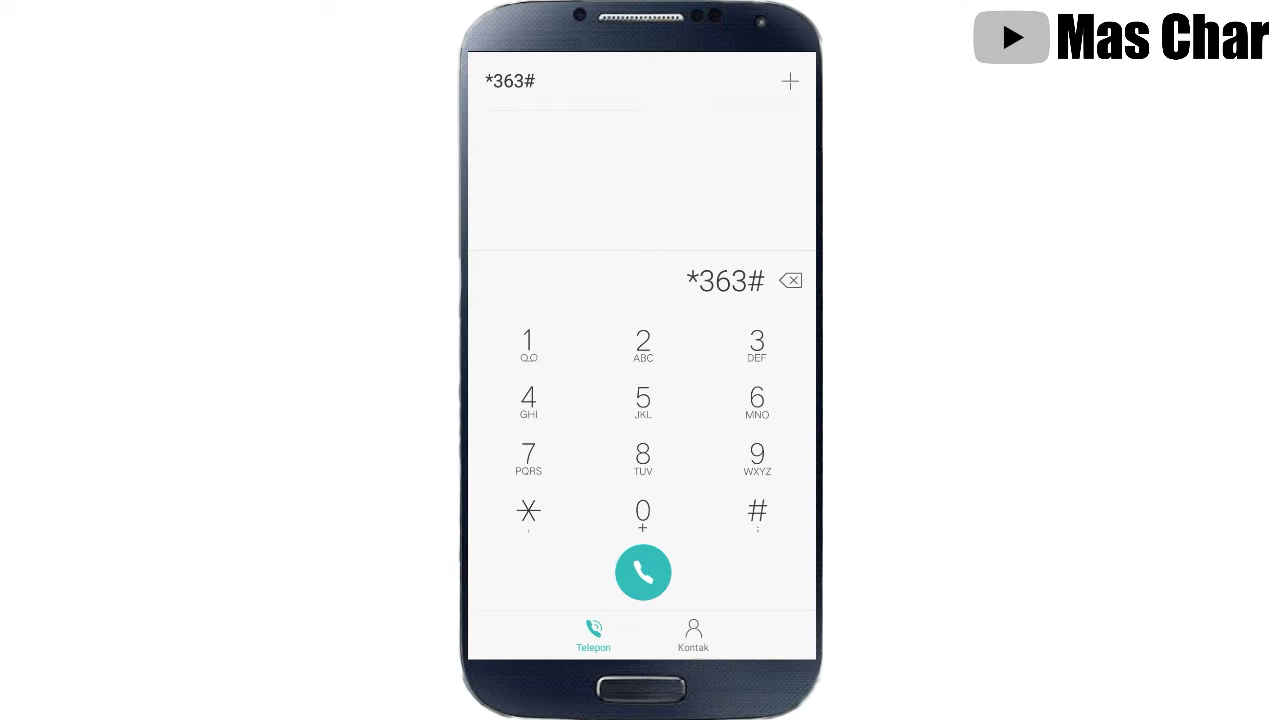 Mas Char
*363#
*363#
1 2 3
ABC DEF
4 5 6
GHI JKL MNO
7 8 9
PQRS TUV WXYZ
* 0 #
, + ;
Telepon Kontak